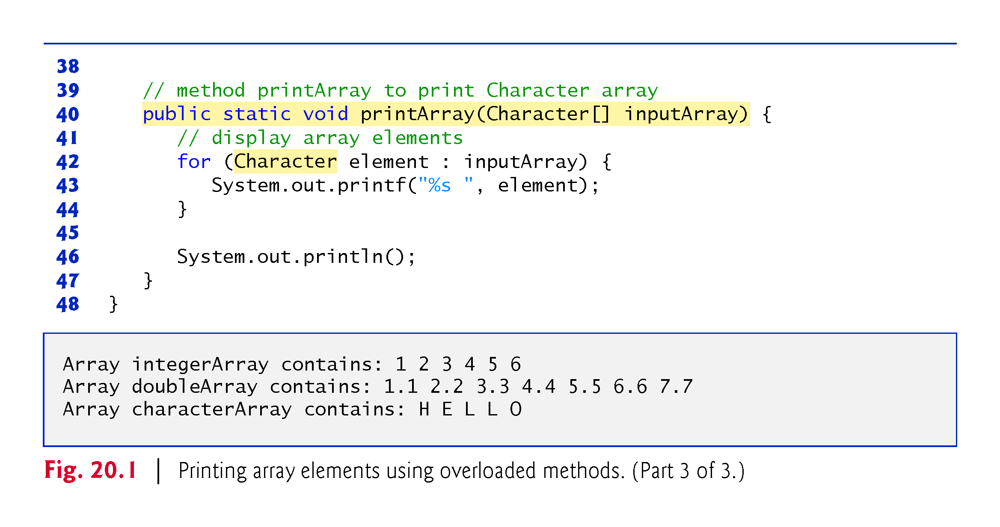 38
39 // method printArray to print Character array
40 public static void printArray(Character[] inputArray) {
41 // display array elements
42 for (Character element : inputArray) {
43 System.out.printf("%s ", element);
44 }
45
46 System.out.println();
47 }
48 }
Array integerArray contains: 1 2 3 4 5 6
Array doubleArray contains: 1.1 2.2 3.3 4.4 5.5 6.6 7.7
Array characterArray contains: H E L L O
Fig. 20.1 | Printing array elements using overloaded methods. (Part 3 of 3.)